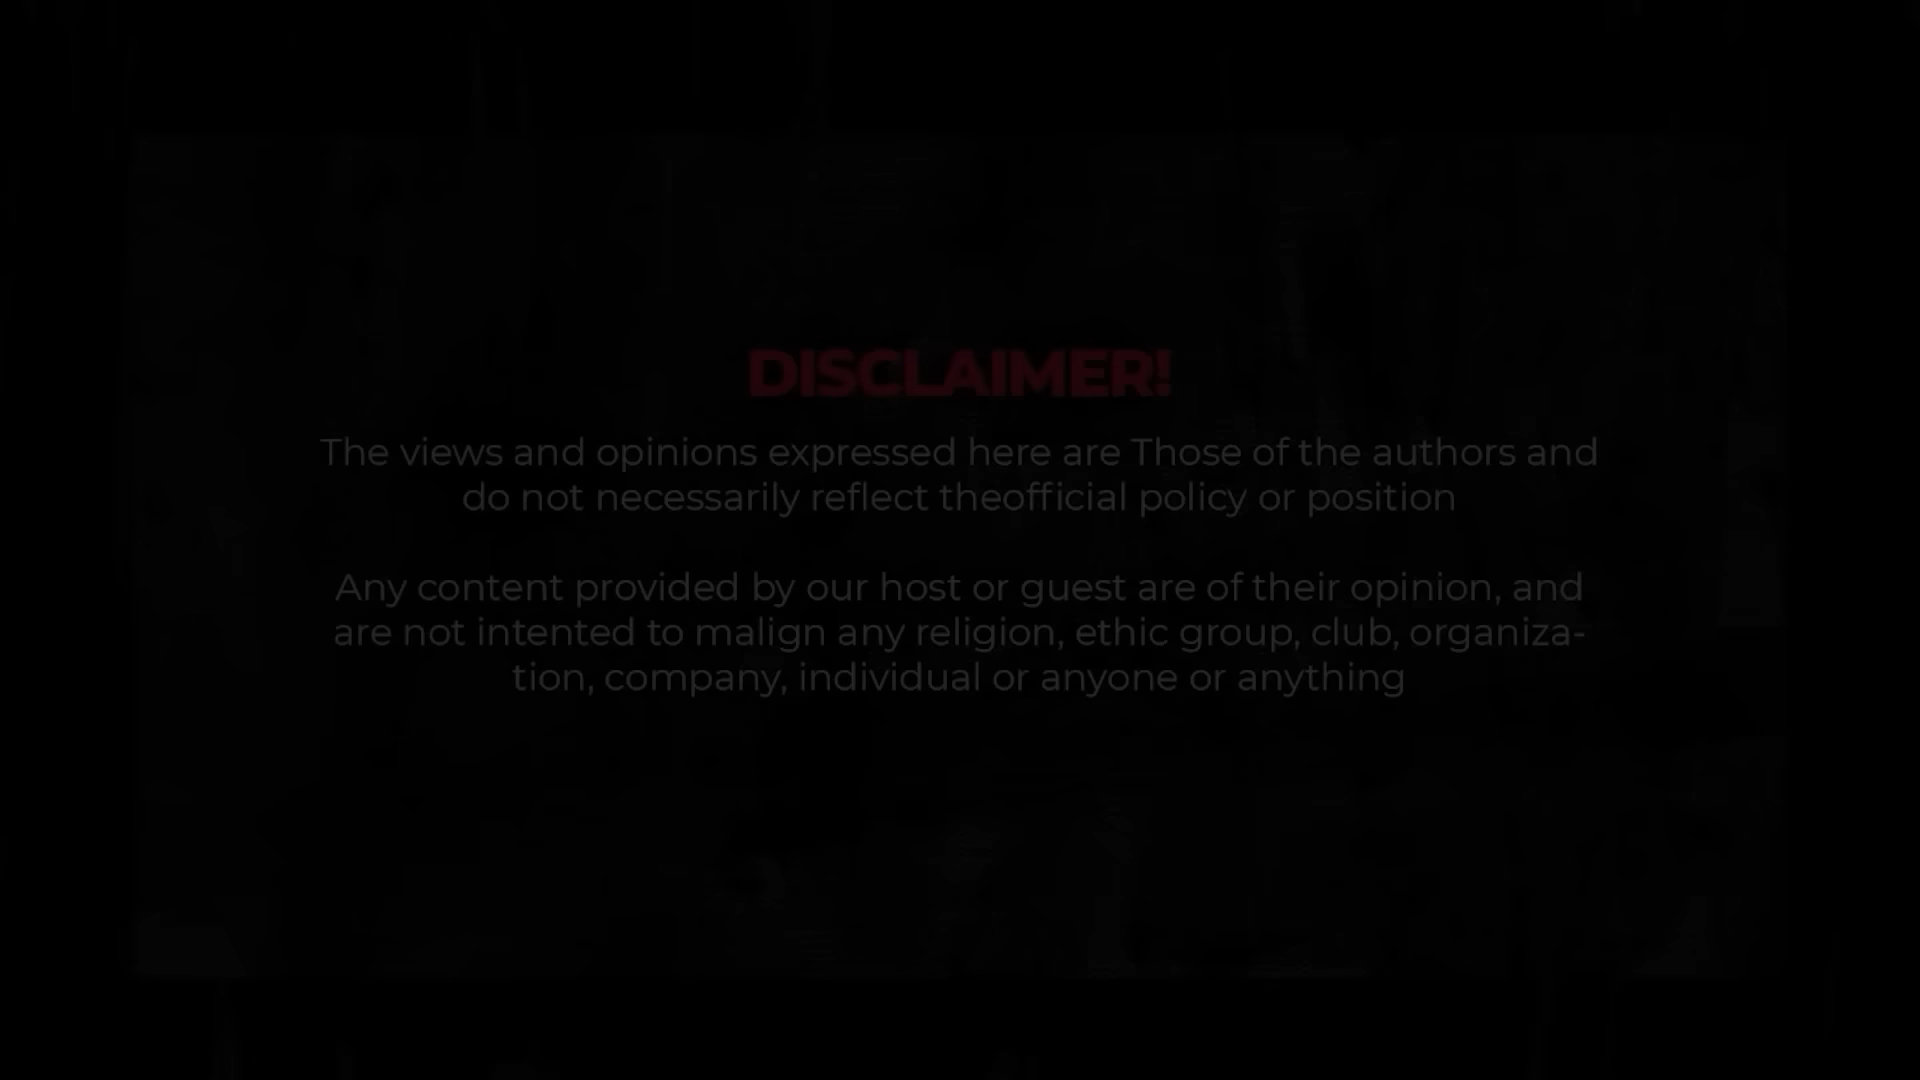 DISCLAIMER!
The views and opinions expressed here are Those of the authors and
do not necessarily reflect theofficial policy or position
Any content provided by our host or guest are of their opinion, and
are not intented to malign any religion, ethic group, club, organiza-
tion, company, individual or anyone or anything